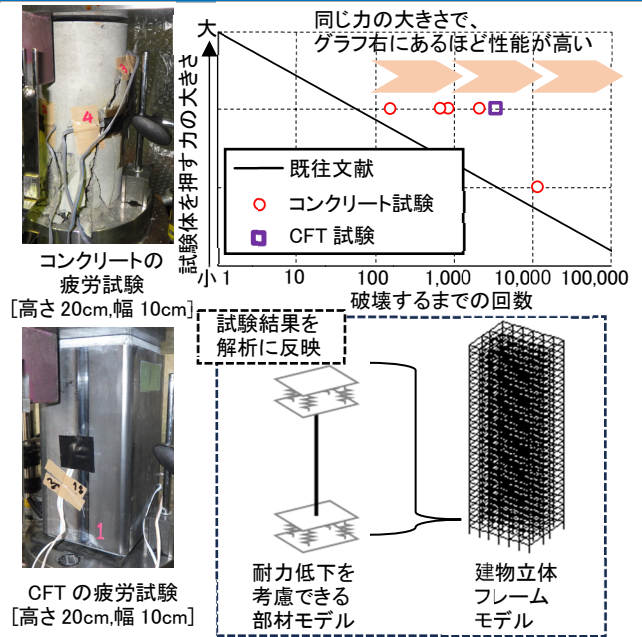 同じ力の大きさで、
グラフ右にあるほど性能が高い
大
試験体を押す力の大きさ
小
既往文献
コンクリート試験
CFT 試験
1 10 100 1,000 10,000 100,000
破壊するまでの回数
4
コンクリートの
疲労試験
[高さ 20cm,幅 10cm]
1
CFT の疲労試験
[高さ 20cm,幅 10cm]
試験結果を
解析に反映
耐力低下を
考慮できる
部材モデル
建物立体
フレーム
モデル